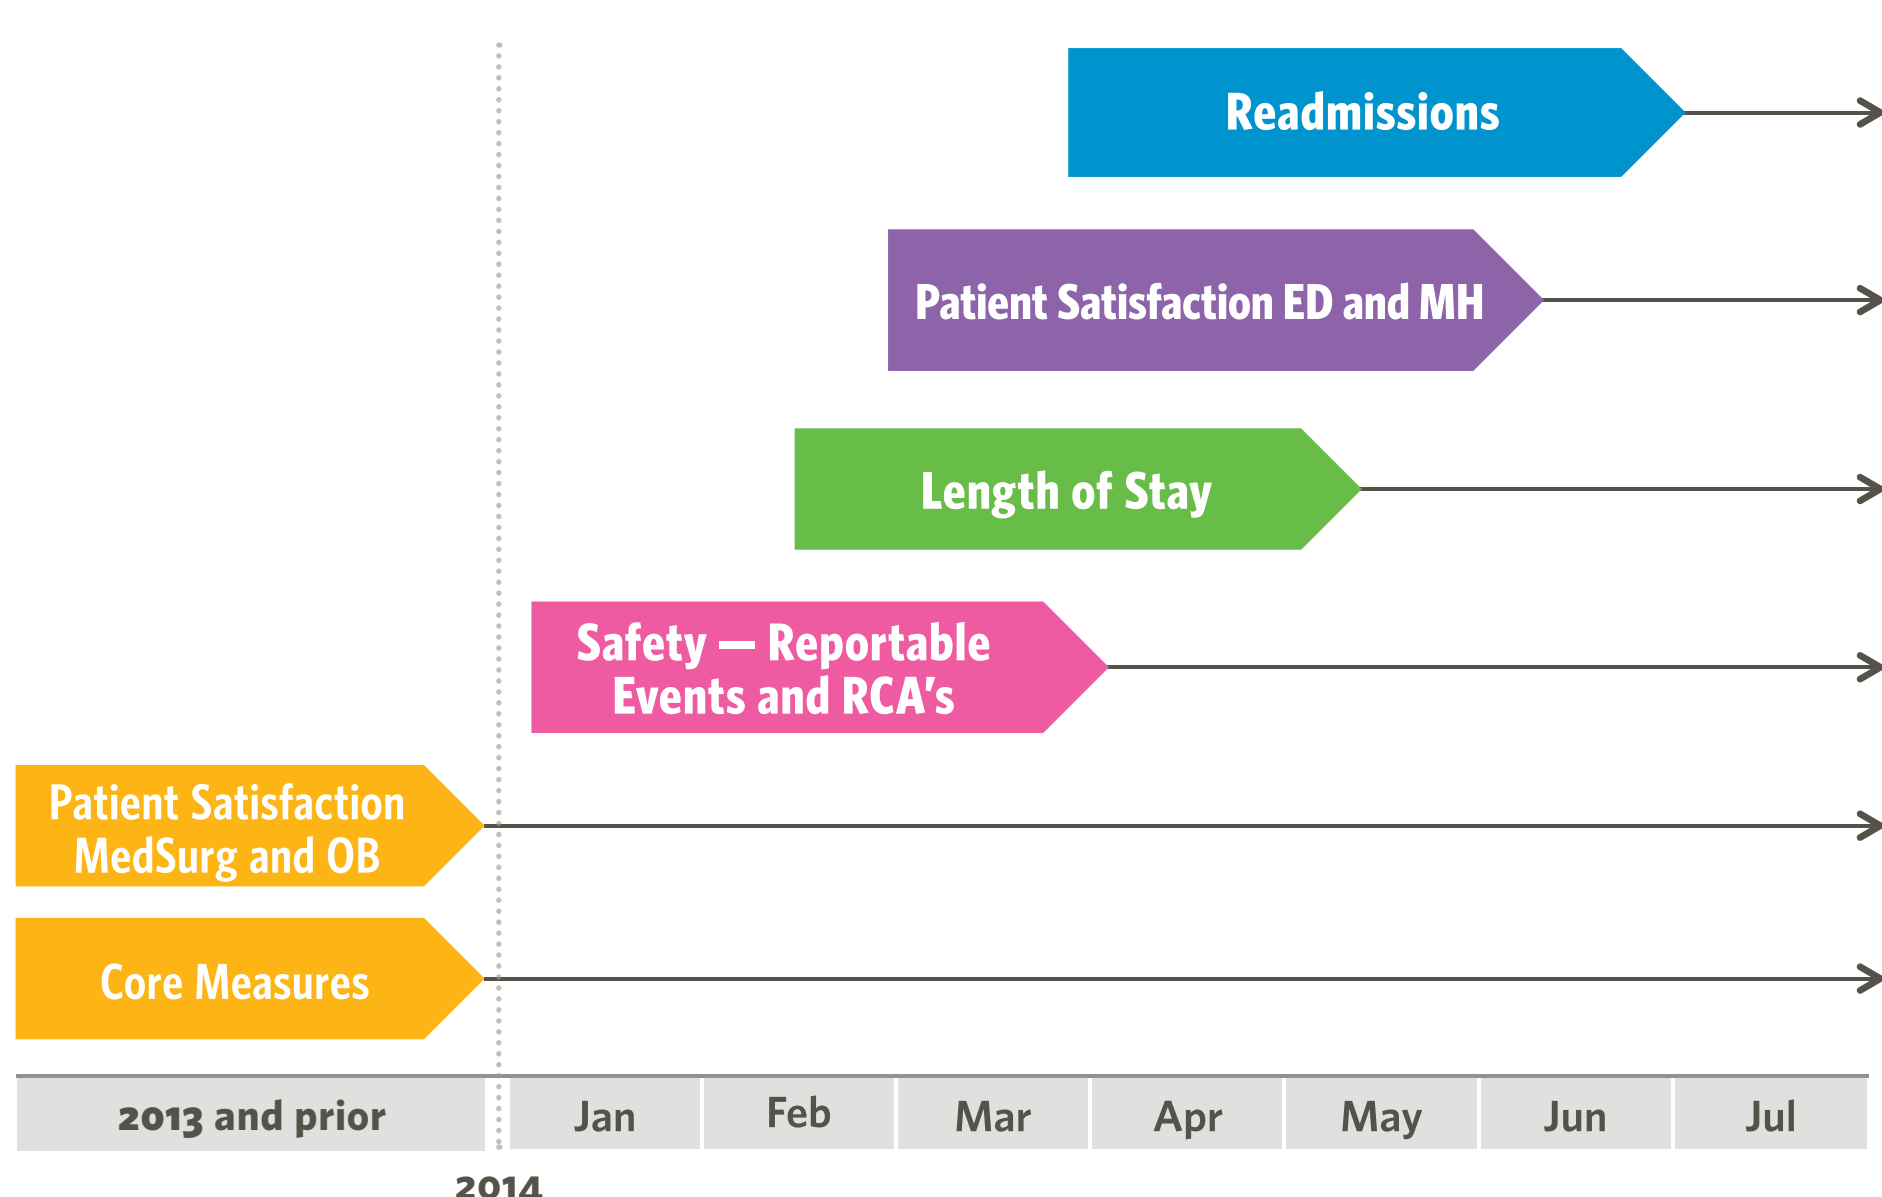 Readmissions
Patient Satisfaction ED and MH
Length of Stay
Safety — Reportable
Events and RCA’s
Patient Satisfaction
MedSurg and OB
Core Measures
2013 and prior
Jan
Feb
Mar
Apr
May
Jun
Jul
2014